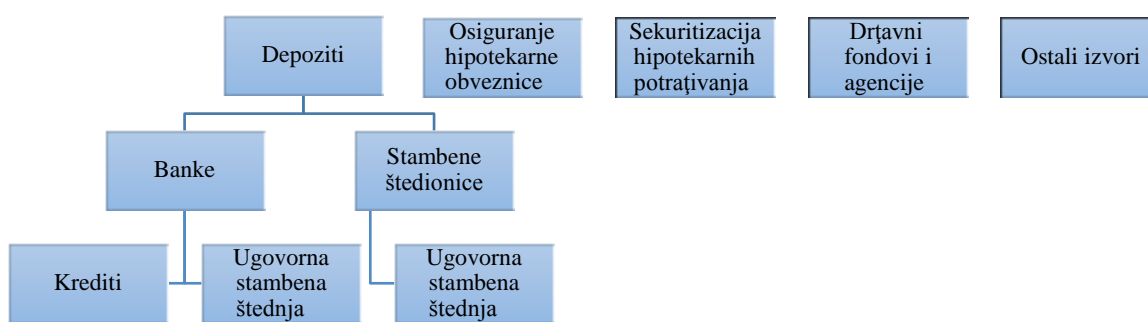 Depoziti
Osiguranje
hipotekarne
obveznice
Sekuritizacija
hipotekarnih
potraţivanja
Drţavni
fondovi i
agencije
Ostali izvori
Banke
Stambene
štedionice
Krediti
Ugovorna
stambena
štednja
Ugovorna
stambena
štednja